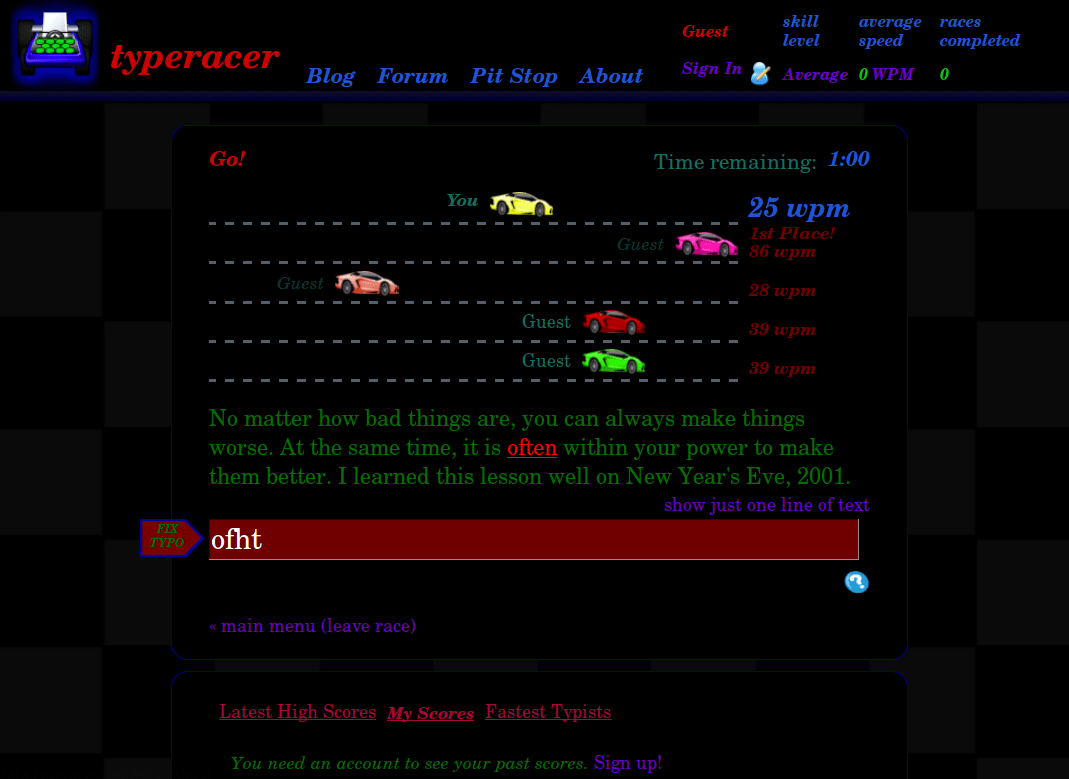 typeracer
Blog Forum Pit Stop About
Guest
Sign In
skill level
Average
average speed
0 WPM
races completed
0
Go!
Time remaining: 1:00
You 25 wpm
1st Place!
Guest 86 wpm
Guest 28 wpm
Guest 39 wpm
Guest 39 wpm
No matter how bad things are, you can always make things
worse. At the same time, it is often within your power to make
them better. I learned this lesson well on New Year's Eve, 2001.
show just one line of text
FIX
TYPO
ofht
« main menu (leave race)
Latest High Scores My Scores Fastest Typists
You need an account to see your past scores. Sign up!